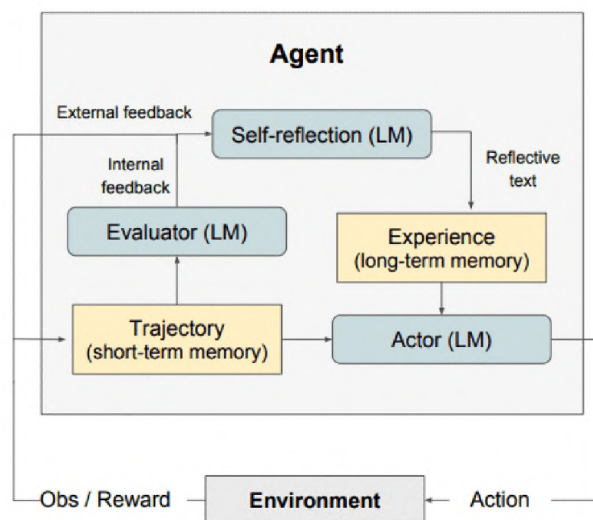 Agent
External feedback
Self-reflection (LM)
Internal
feedback
Reflective
text
Evaluator (LM)
Experience
(long-term memory)
Trajectory
(short-term memory)
Actor (LM)
Obs / Reward
Environment
Action